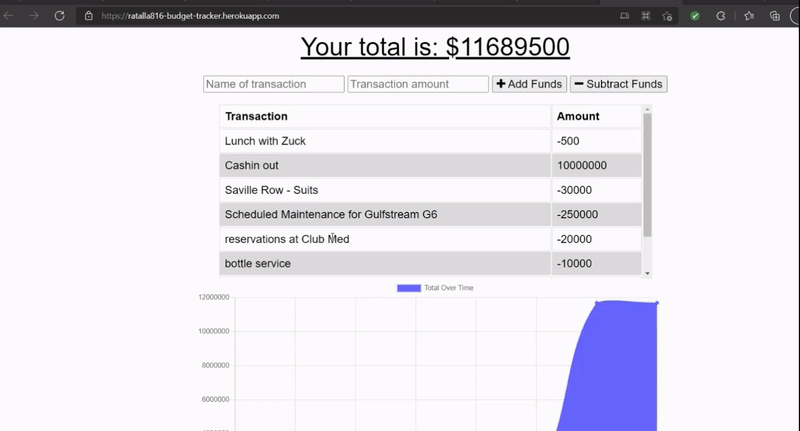 https://ratalla816-budget-tracker.herokuapp.com
Your total is: $11689500
Name of transaction Transaction amount + Add Funds − Subtract Funds
Transaction Amount
Lunch with Zuck -500
Cashin out 10000000
Saville Row - Suits -30000
Scheduled Maintenance for Gulfstream G6 -250000
reservations at Club Med -20000
bottle service -10000
Total Over Time
12000000
10000000
8000000
6000000